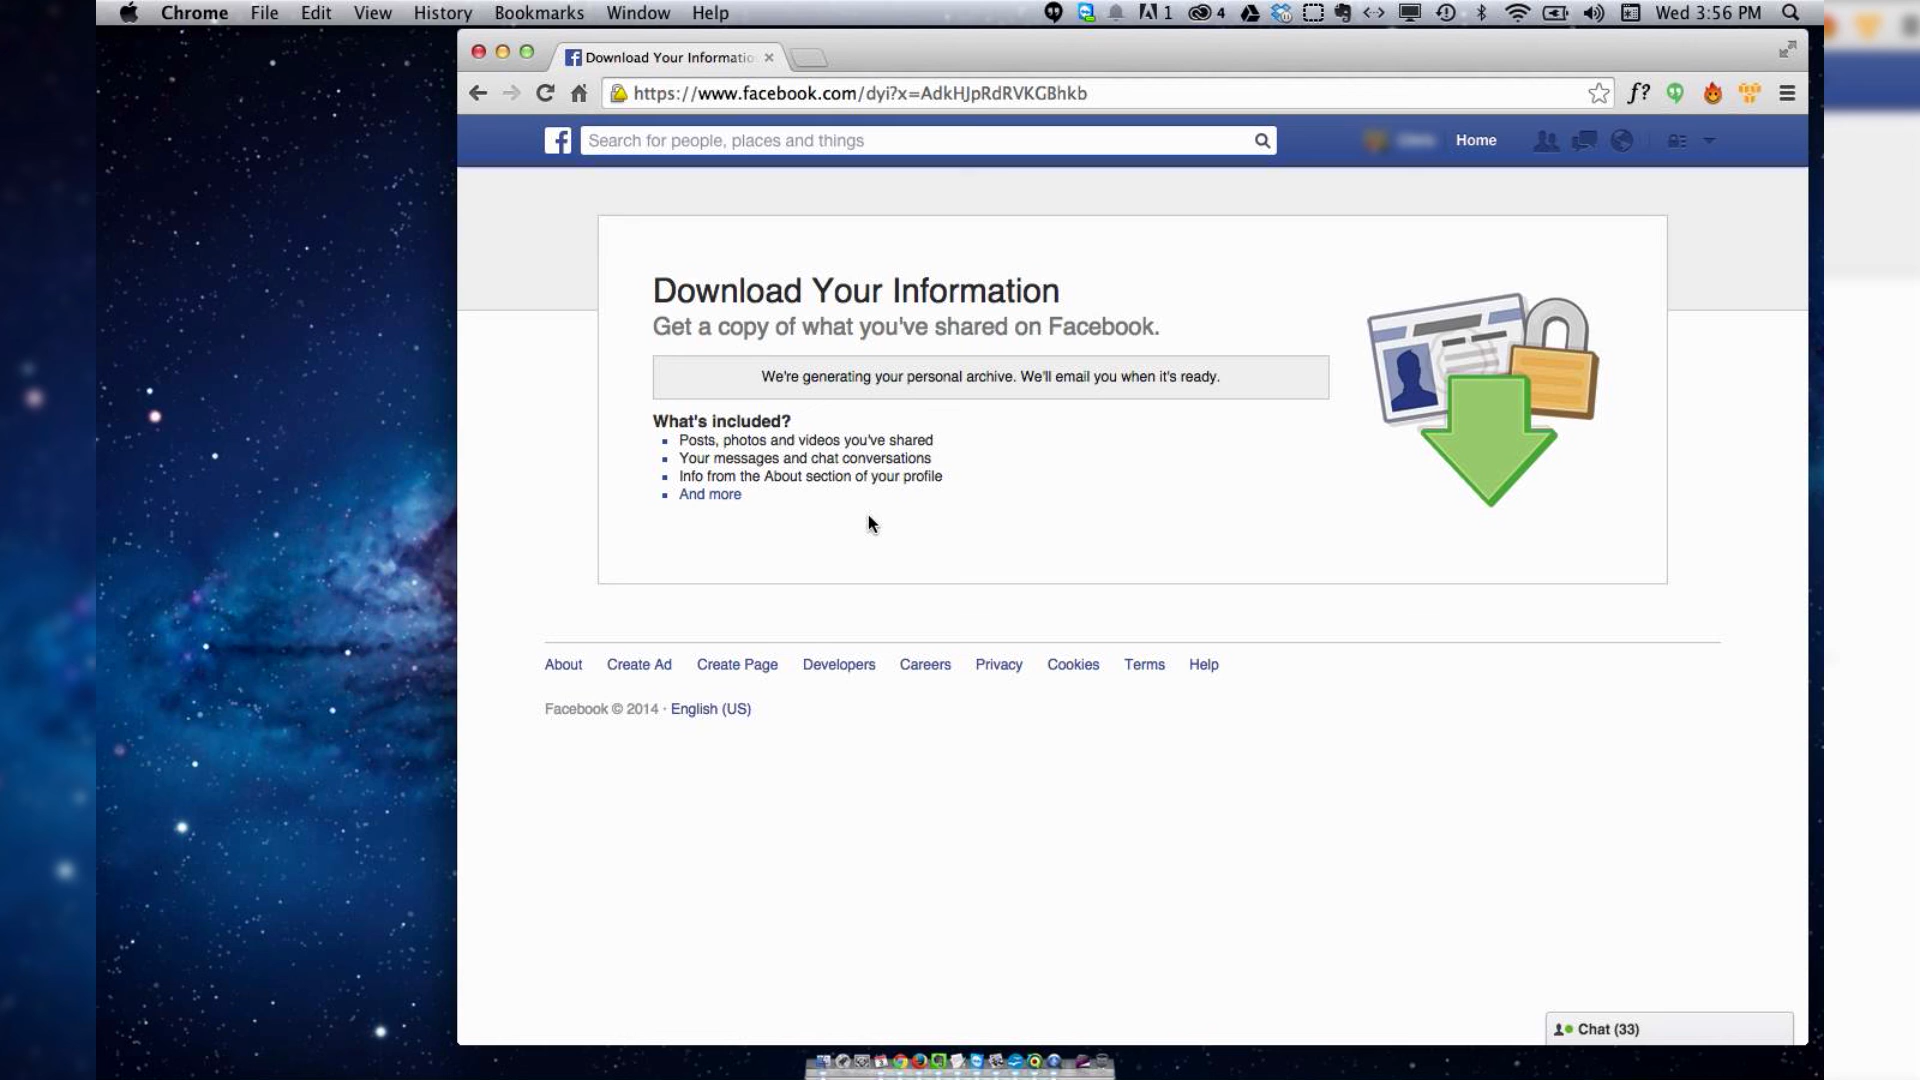 Chrome File Edit View History Bookmarks Window Help 1 4 Wed 3:56 PM
Download Your Informatio
https://www.facebook.com/dyi?x=AdkHJpRdRVKGBhkb f?
f Search for people, places and things Home
Download Your Information
Get a copy of what you've shared on Facebook.
We're generating your personal archive. We'll email you when it's ready.
What's included?
Posts, photos and videos you've shared
Your messages and chat conversations
Info from the About section of your profile
And more
About Create Ad Create Page Developers Careers Privacy Cookies Terms Help
Facebook © 2014 · English (US)
Chat (33)